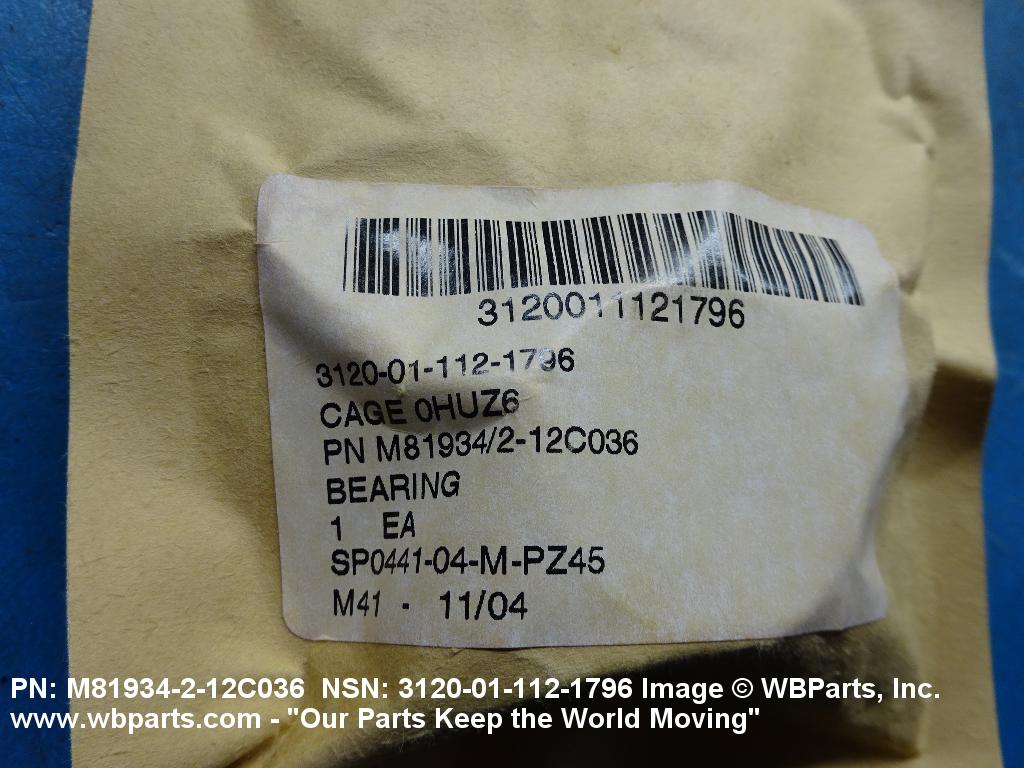 3120011121796
3120-01-112-1796
CAGE 0HUZ6
PN M81934/2-12C036
BEARING
1 EA
SP0441-04-M-PZ45
M41 - 11/04
PN: M81934-2-12C036 NSN: 3120-01-112-1796 Image © WBParts, Inc.
www.wbparts.com - "Our Parts Keep the World Moving"